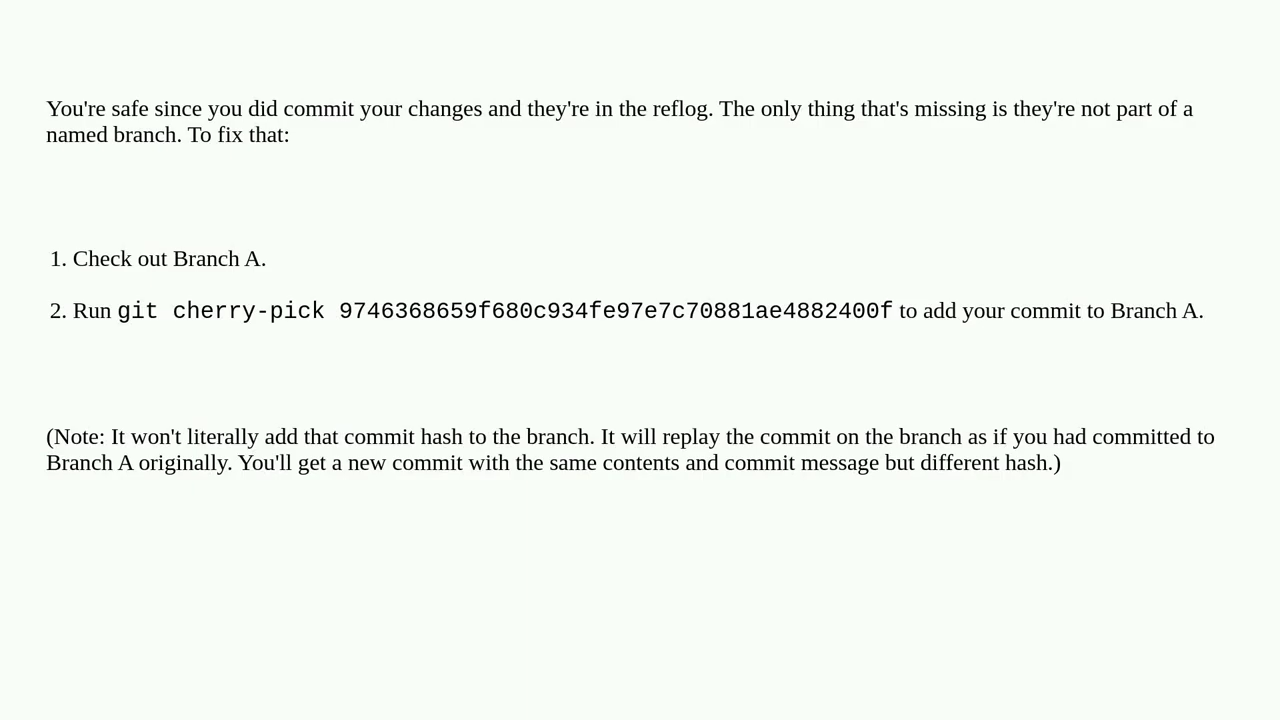 You're safe since you did commit your changes and they're in the reflog. The only thing that's missing is they're not part of a
named branch. To fix that:
1. Check out Branch A.
2. Run git cherry-pick 9746368659f680c934fe97e7c70881ae4882400f to add your commit to Branch A.
(Note: It won't literally add that commit hash to the branch. It will replay the commit on the branch as if you had committed to
Branch A originally. You'll get a new commit with the same contents and commit message but different hash.)